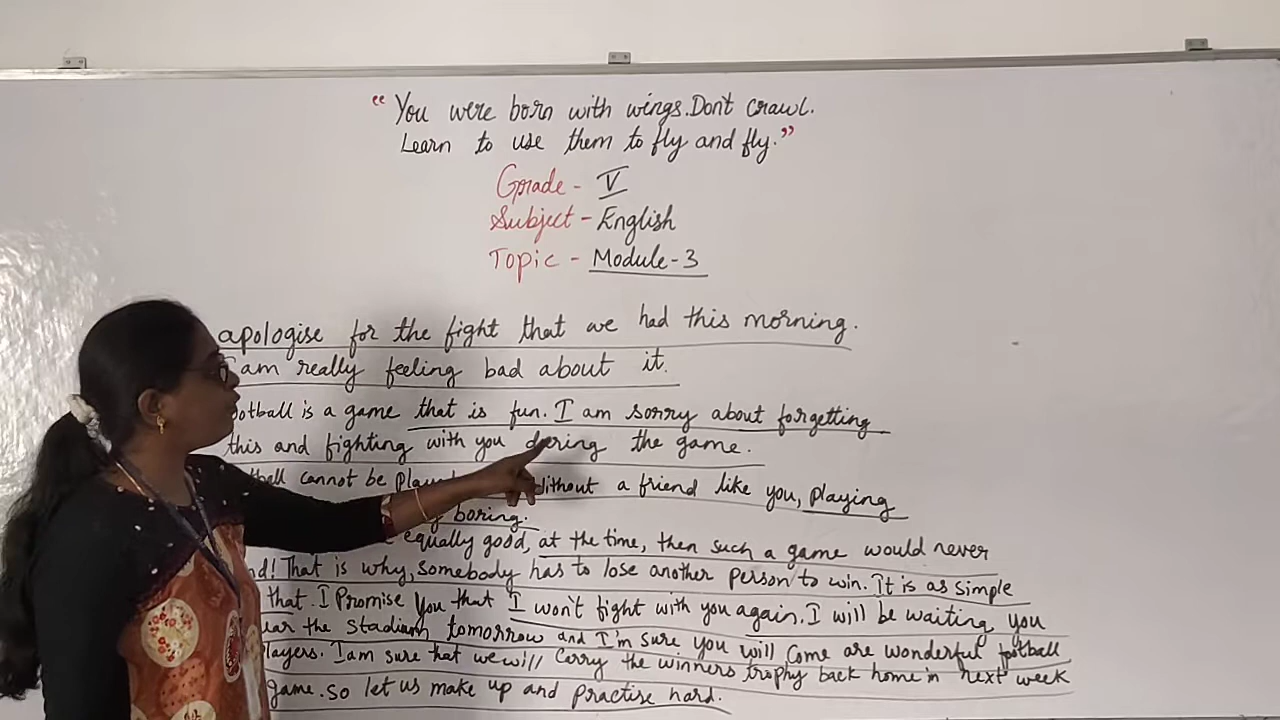 “You were born with wings. Dont crawl.
Learn to use them to fly and fly.”
Grade - V
Subject - English
Topic - Module-3
apologise for the fight that we had this morning.
am really feeling bad about it.
is a game that is fun. I am sorry about forgetting
this and fighting with you during the game.
cannot be without a friend like you, playing
boring.
equally good, at the time, then such a game would never
That is why, somebody has to lose another person to win. It is as simple
that. I Promise you that I won't fight with you again. I will be waiting you
the Stadium tomorrow and I'm sure you will Come are wonderful football
players. I am sure that we will Carry the winners trophy back home in next week
game. so let us make up and practise hard.